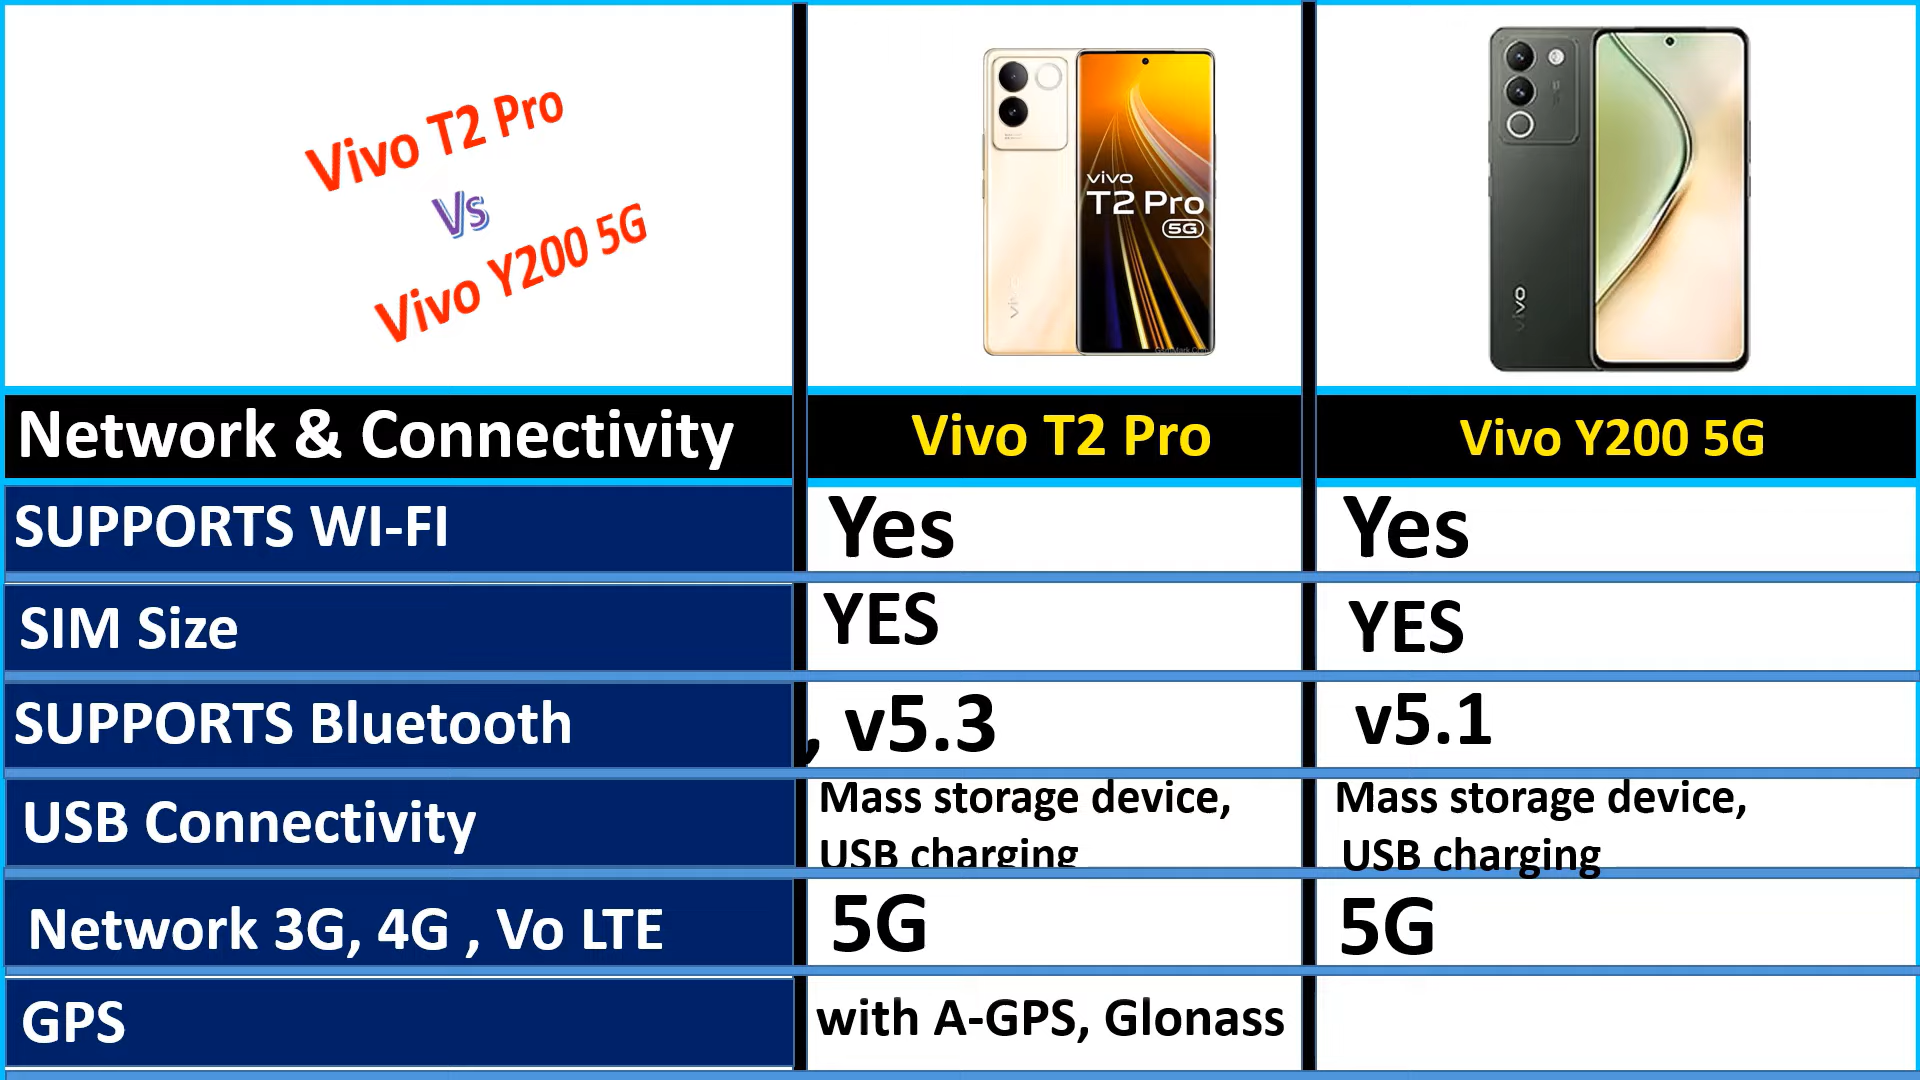 Vivo T2 Pro
Vs
Vivo Y200 5G
vivo
T2 Pro
5G
vivo
vivo
Network & Connectivity
Vivo T2 Pro
Vivo Y200 5G
SUPPORTS WI-FI
Yes
Yes
SIM Size
YES
YES
SUPPORTS Bluetooth
, v5.3
v5.1
USB Connectivity
Mass storage device,
USB charging
Mass storage device,
USB charging
Network 3G, 4G , Vo LTE
5G
5G
GPS
with A-GPS, Glonass